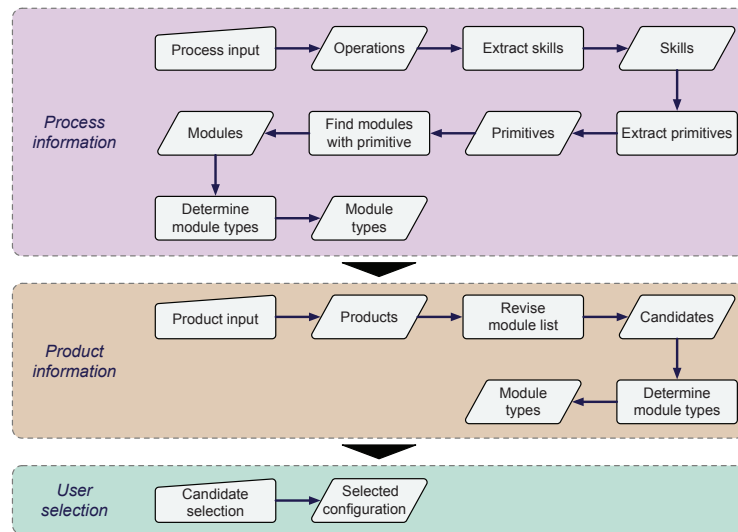 Process input
Operations
Extract skills
Skills
Process
information
Modules
Find modules
with primitive
Primitives
Extract primitives
Determine
module types
Module
types
Product input
Products
Revise
module list
Candidates
Product
information
Module
types
Determine
module types
User
selection
Candidate
selection
Selected
configuration